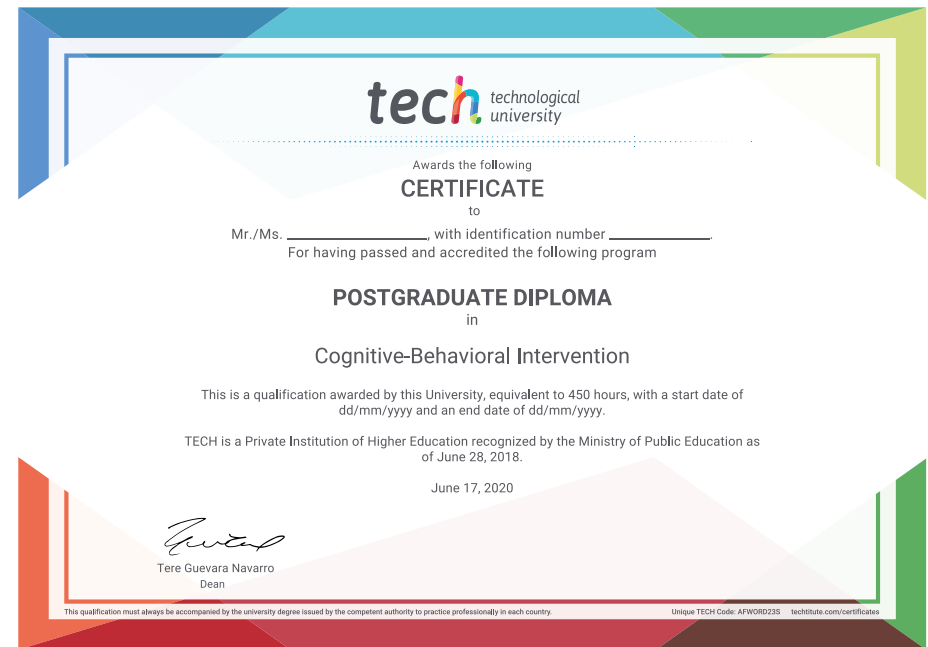 tech technological
university
Awards the following
CERTIFICATE
to
Mr./Ms. ____________________, with identification number ______________.
For having passed and accredited the following program
POSTGRADUATE DIPLOMA
in
Cognitive-Behavioral Intervention
This is a qualification awarded by this University, equivalent to 450 hours, with a start date of
dd/mm/yyyy and an end date of dd/mm/yyyy.
TECH is a Private Institution of Higher Education recognized by the Ministry of Public Education as
of June 28, 2018.
June 17, 2020
Tere Guevara Navarro
Dean
This qualification must always be accompanied by the university degree issued by the competent authority to practice professionally in each country.
Unique TECH Code: AFWORD23S techtitute.com/certificates